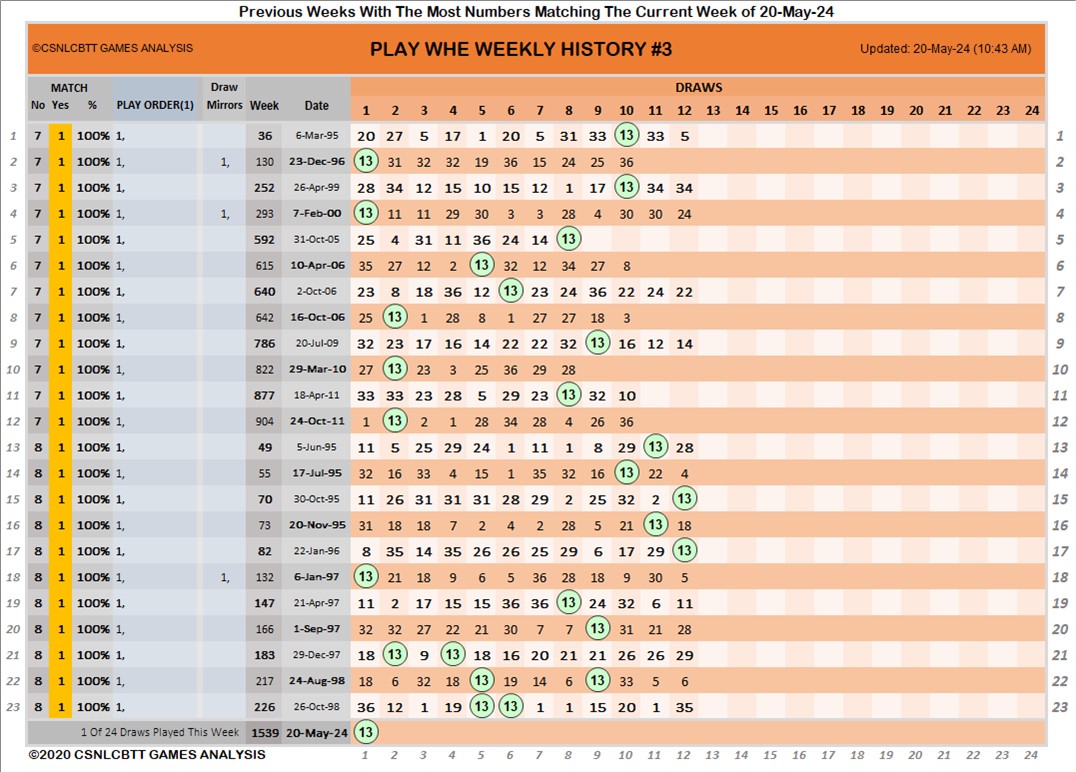 Previous Weeks With The Most Numbers Matching The Current Week of 20-May-24
©CSNLCBTT GAMES ANALYSIS PLAY WHE WEEKLY HISTORY #3 Updated: 20-May-24 (10:43 AM)
MATCH Draw DRAWS
No Yes % PLAY ORDER(1) Mirrors Week Date 1 2 3 4 5 6 7 8 9 10 11 12 13 14 15 16 17 18 19 20 21 22 23 24
1 7 1 100% 1, 36 6-Mar-95 20 27 5 17 1 20 5 31 33 13 33 5 1
2 7 1 100% 1, 1, 130 23-Dec-96 13 31 32 32 19 36 15 24 25 36 2
3 7 1 100% 1, 252 26-Apr-99 28 34 12 15 10 15 12 1 17 13 34 34 3
4 7 1 100% 1, 1, 293 7-Feb-00 13 11 11 29 30 3 3 28 4 30 30 24 4
5 7 1 100% 1, 592 31-Oct-05 25 4 31 11 36 24 14 13 5
6 7 1 100% 1, 615 10-Apr-06 35 27 12 2 13 32 12 34 27 8 6
7 7 1 100% 1, 640 2-Oct-06 23 8 18 36 12 13 23 24 36 22 24 22 7
8 7 1 100% 1, 642 16-Oct-06 25 13 1 28 8 1 27 27 18 3 8
9 7 1 100% 1, 786 20-Jul-09 32 23 17 16 14 22 22 32 13 16 12 14 9
10 7 1 100% 1, 822 29-Mar-10 27 13 23 3 25 36 29 28 10
11 7 1 100% 1, 877 18-Apr-11 33 33 23 28 5 29 23 13 32 10 11
12 7 1 100% 1, 904 24-Oct-11 1 13 2 1 28 34 28 4 26 36 12
13 8 1 100% 1, 49 5-Jun-95 11 5 25 29 24 1 11 1 8 29 13 28 13
14 8 1 100% 1, 55 17-Jul-95 32 16 33 4 15 1 35 32 16 13 22 4 14
15 8 1 100% 1, 70 30-Oct-95 11 26 31 31 31 28 29 2 25 32 2 13 15
16 8 1 100% 1, 73 20-Nov-95 31 18 18 7 2 4 2 28 5 21 13 18 16
17 8 1 100% 1, 82 22-Jan-96 8 35 14 35 26 26 25 29 6 17 29 13 17
18 8 1 100% 1, 1, 132 6-Jan-97 13 21 18 9 6 5 36 28 18 9 30 5 18
19 8 1 100% 1, 147 21-Apr-97 11 2 17 15 15 36 36 13 24 32 6 11 19
20 8 1 100% 1, 166 1-Sep-97 32 32 27 22 21 30 7 7 13 31 21 28 20
21 8 1 100% 1, 183 29-Dec-97 18 13 9 13 18 16 20 21 21 26 26 29 21
22 8 1 100% 1, 217 24-Aug-98 18 6 32 18 13 19 14 6 13 33 5 6 22
23 8 1 100% 1, 226 26-Oct-98 36 12 1 19 13 13 1 1 15 20 1 35 23
1 Of 24 Draws Played This Week 1539 20-May-24 13
©2020 CSNLCBTT GAMES ANALYSIS 1 2 3 4 5 6 7 8 9 10 11 12 13 14 15 16 17 18 19 20 21 22 23 24